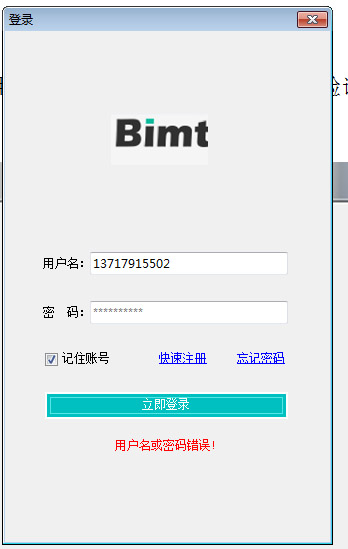 登录
Bimt
用户名: 13717915502
密 码: **********
记住账号 快速注册 忘记密码
立即登录
用户名或密码错误!